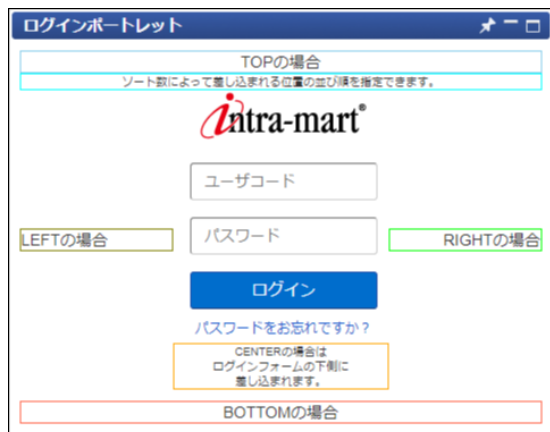 ログインポートレット
TOPの場合
ソート数によって差し込まれる位置の並び順を指定できます。
intra-mart®
ユーザコード
LEFTの場合
パスワード
RIGHTの場合
ログイン
パスワードをお忘れですか？
CENTERの場合は
ログインフォームの下側に
差し込まれます。
BOTTOMの場合